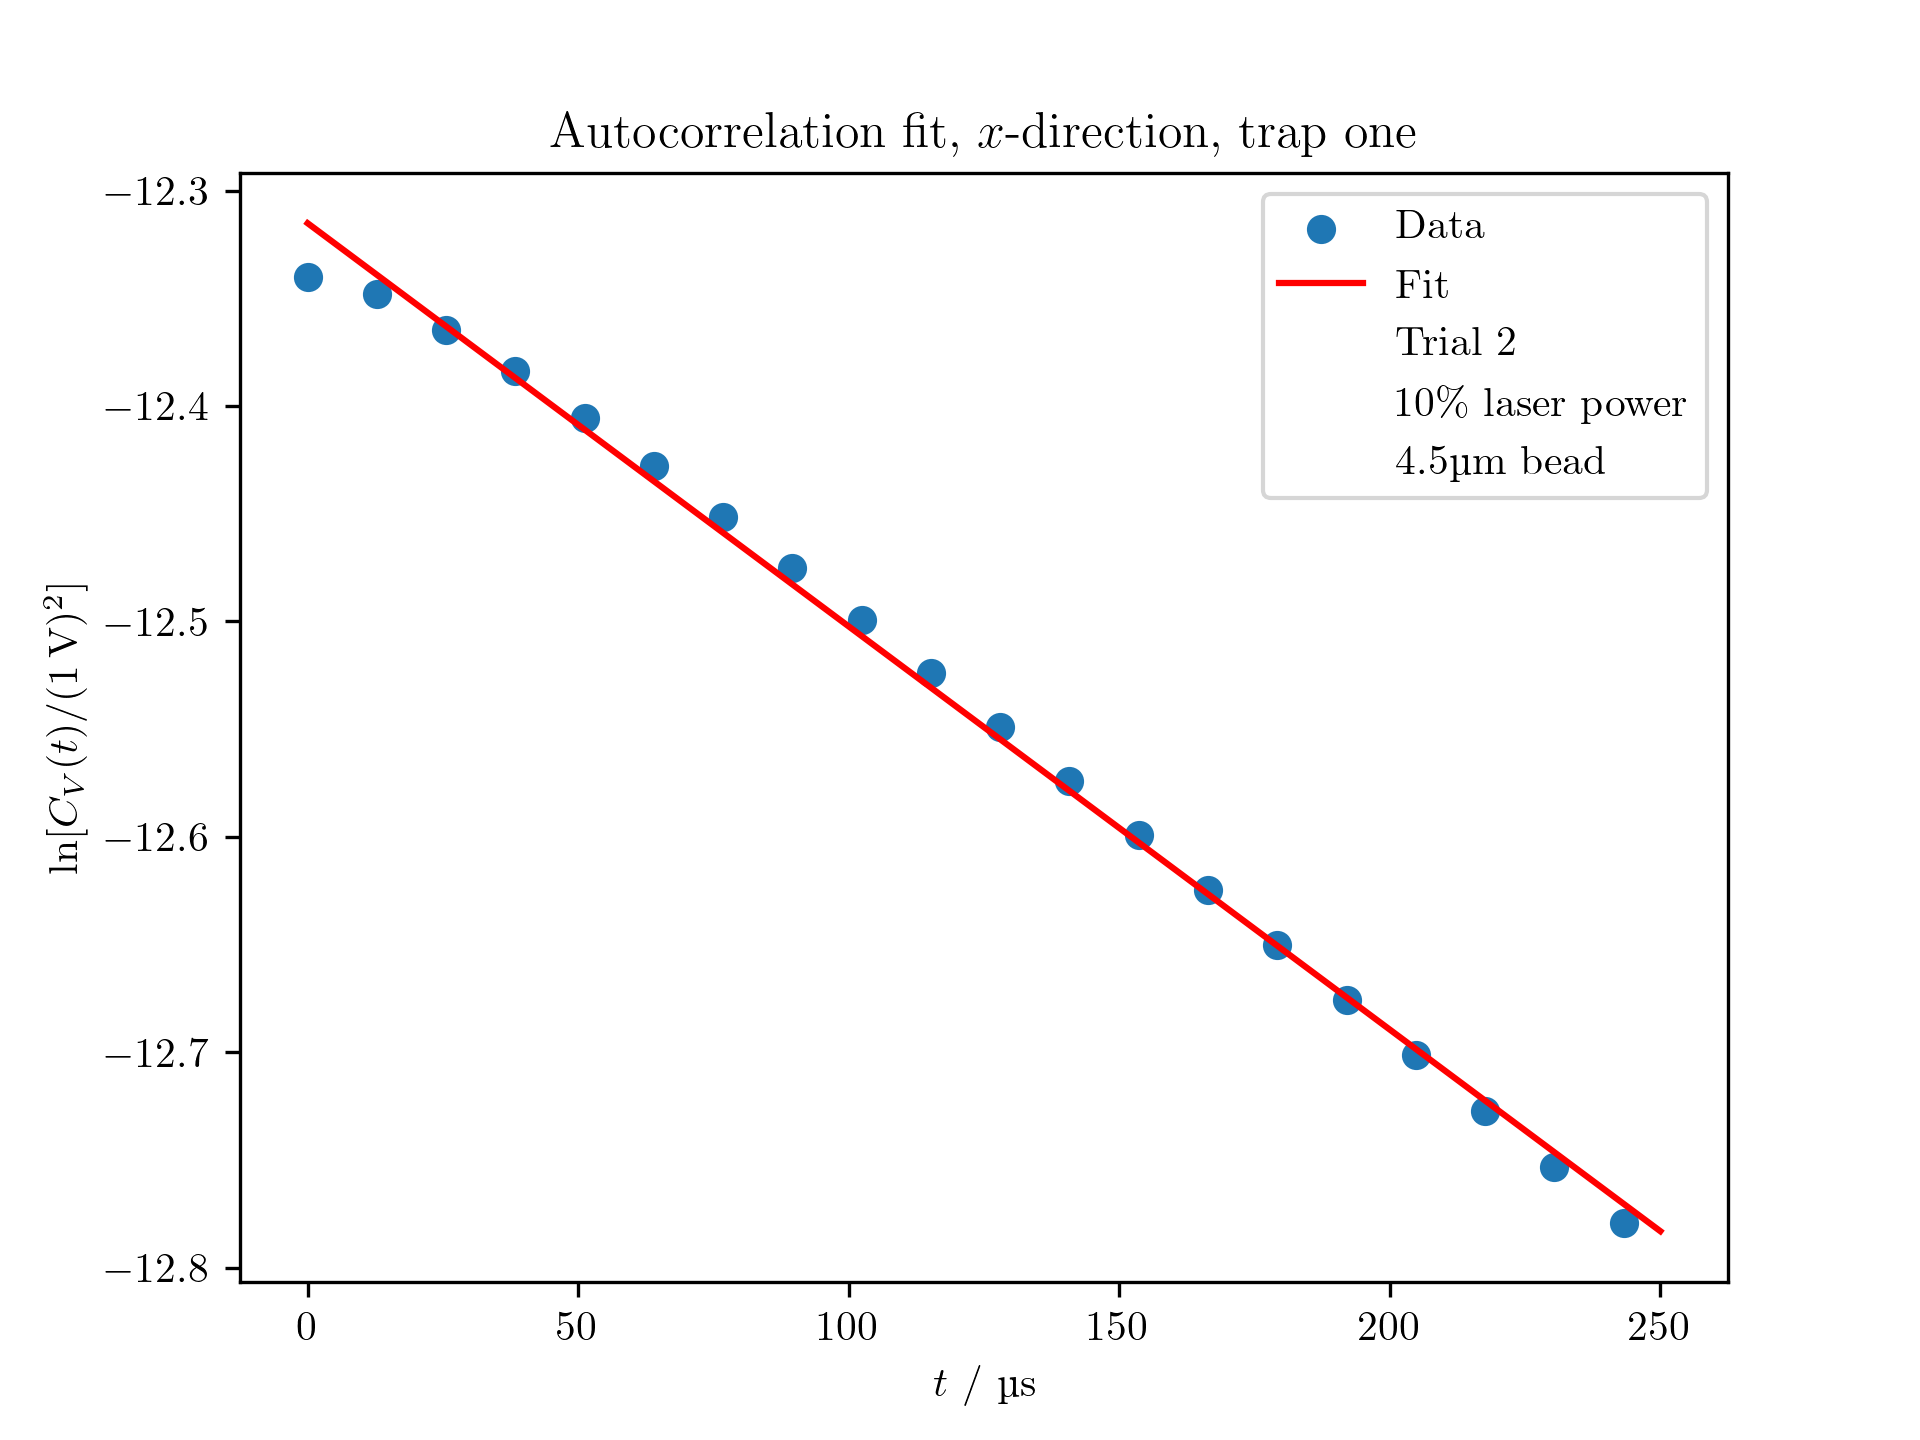 Autocorrelation fit, x-direction, trap one
Data
Fit
Trial 2
10% laser power
4.5µm bead
ln[C_V(t)/(1 V)²]
−12.3
−12.4
−12.5
−12.6
−12.7
−12.8
0 50 100 150 200 250
t / µs